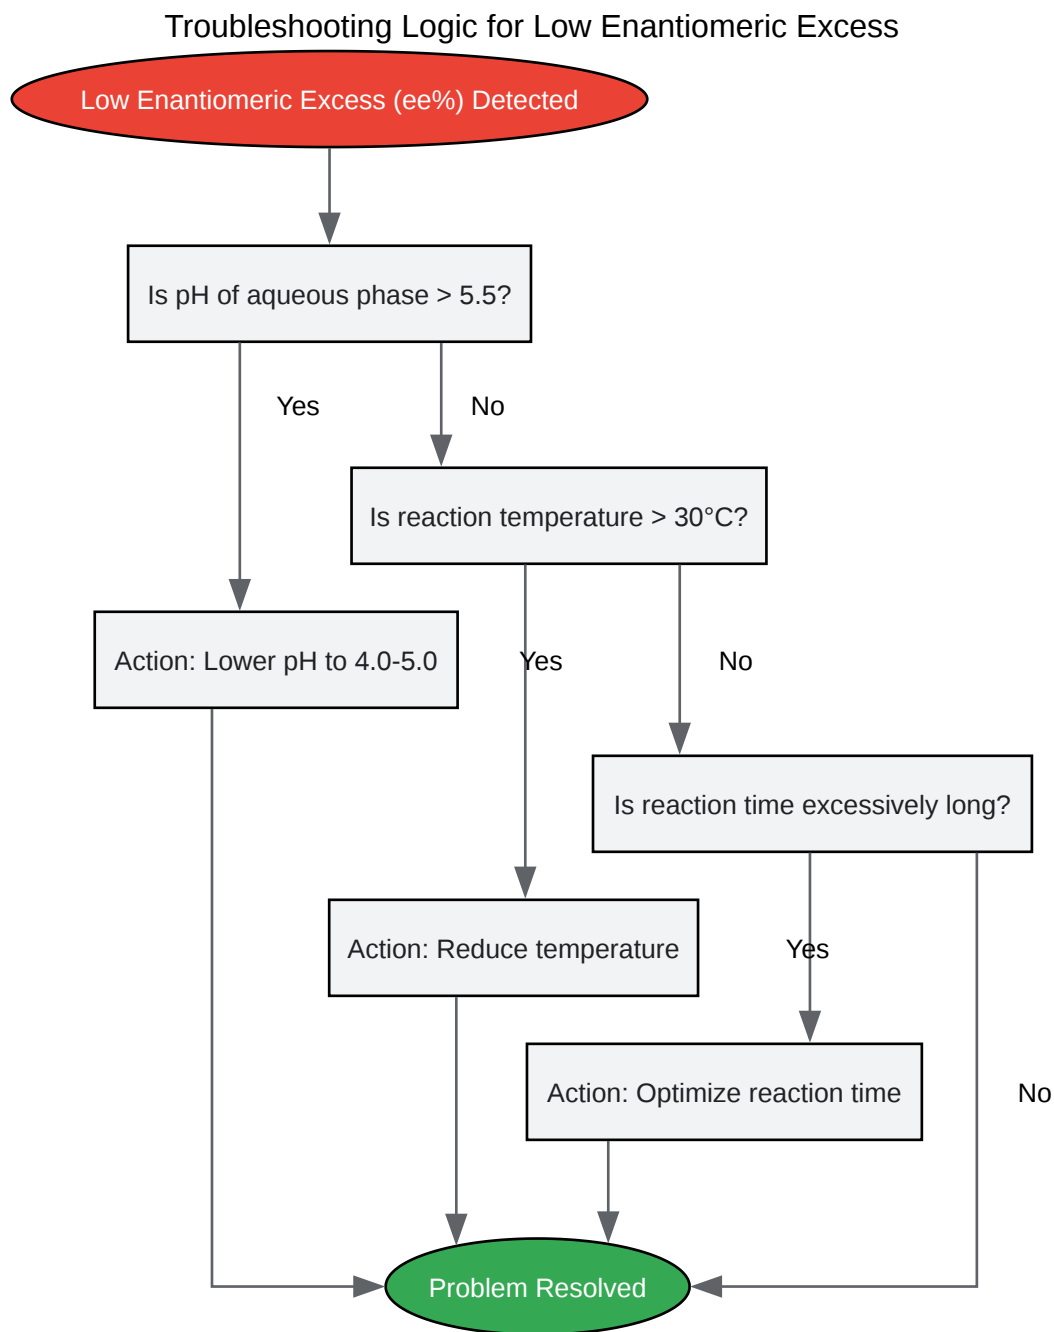 Troubleshooting Logic for Low Enantiomeric Excess
Low Enantiomeric Excess (ee%) Detected
Is pH of aqueous phase > 5.5?
Yes
No
Is reaction temperature > 30°C?
Action: Lower pH to 4.0-5.0
Yes
No
Is reaction time excessively long?
Action: Reduce temperature
Yes
Action: Optimize reaction time
No
Problem Resolved